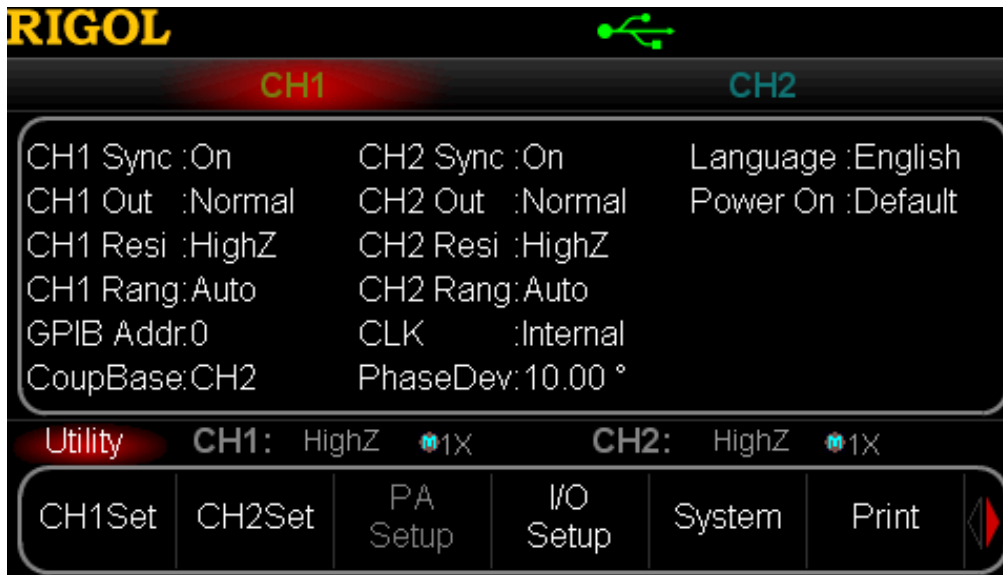 RIGOL
CH1 CH2
CH1 Sync :On CH2 Sync :On Language :English
CH1 Out :Normal CH2 Out :Normal Power On :Default
CH1 Resi :HighZ CH2 Resi :HighZ
CH1 Rang:Auto CH2 Rang:Auto
GPIB Addr:0 CLK :Internal
CoupBase:CH2 PhaseDev:10.00 °
Utility CH1: HighZ M1X CH2: HighZ M1X
CH1Set CH2Set PA Setup I/O Setup System Print